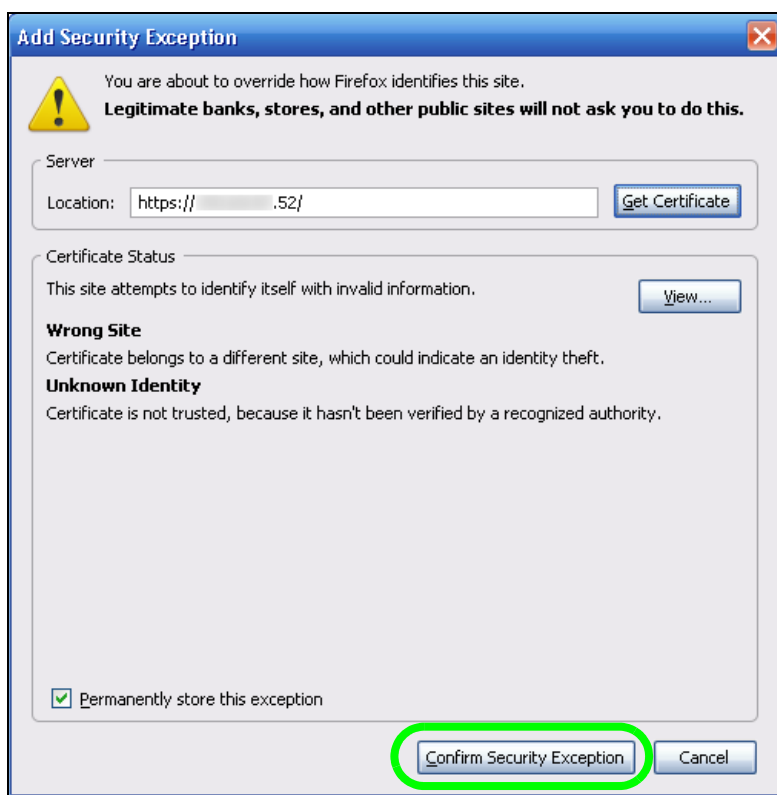 Add Security Exception
You are about to override how Firefox identifies this site.
Legitimate banks, stores, and other public sites will not ask you to do this.
Server
Location: https:// .52/ Get Certificate
Certificate Status
This site attempts to identify itself with invalid information. View...
Wrong Site
Certificate belongs to a different site, which could indicate an identity theft.
Unknown Identity
Certificate is not trusted, because it hasn't been verified by a recognized authority.
Permanently store this exception
Confirm Security Exception Cancel